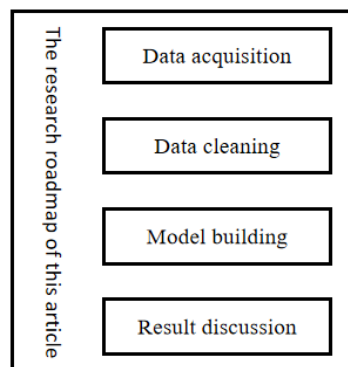 The research roadmap of this article
Data acquisition
Data cleaning
Model building
Result discussion